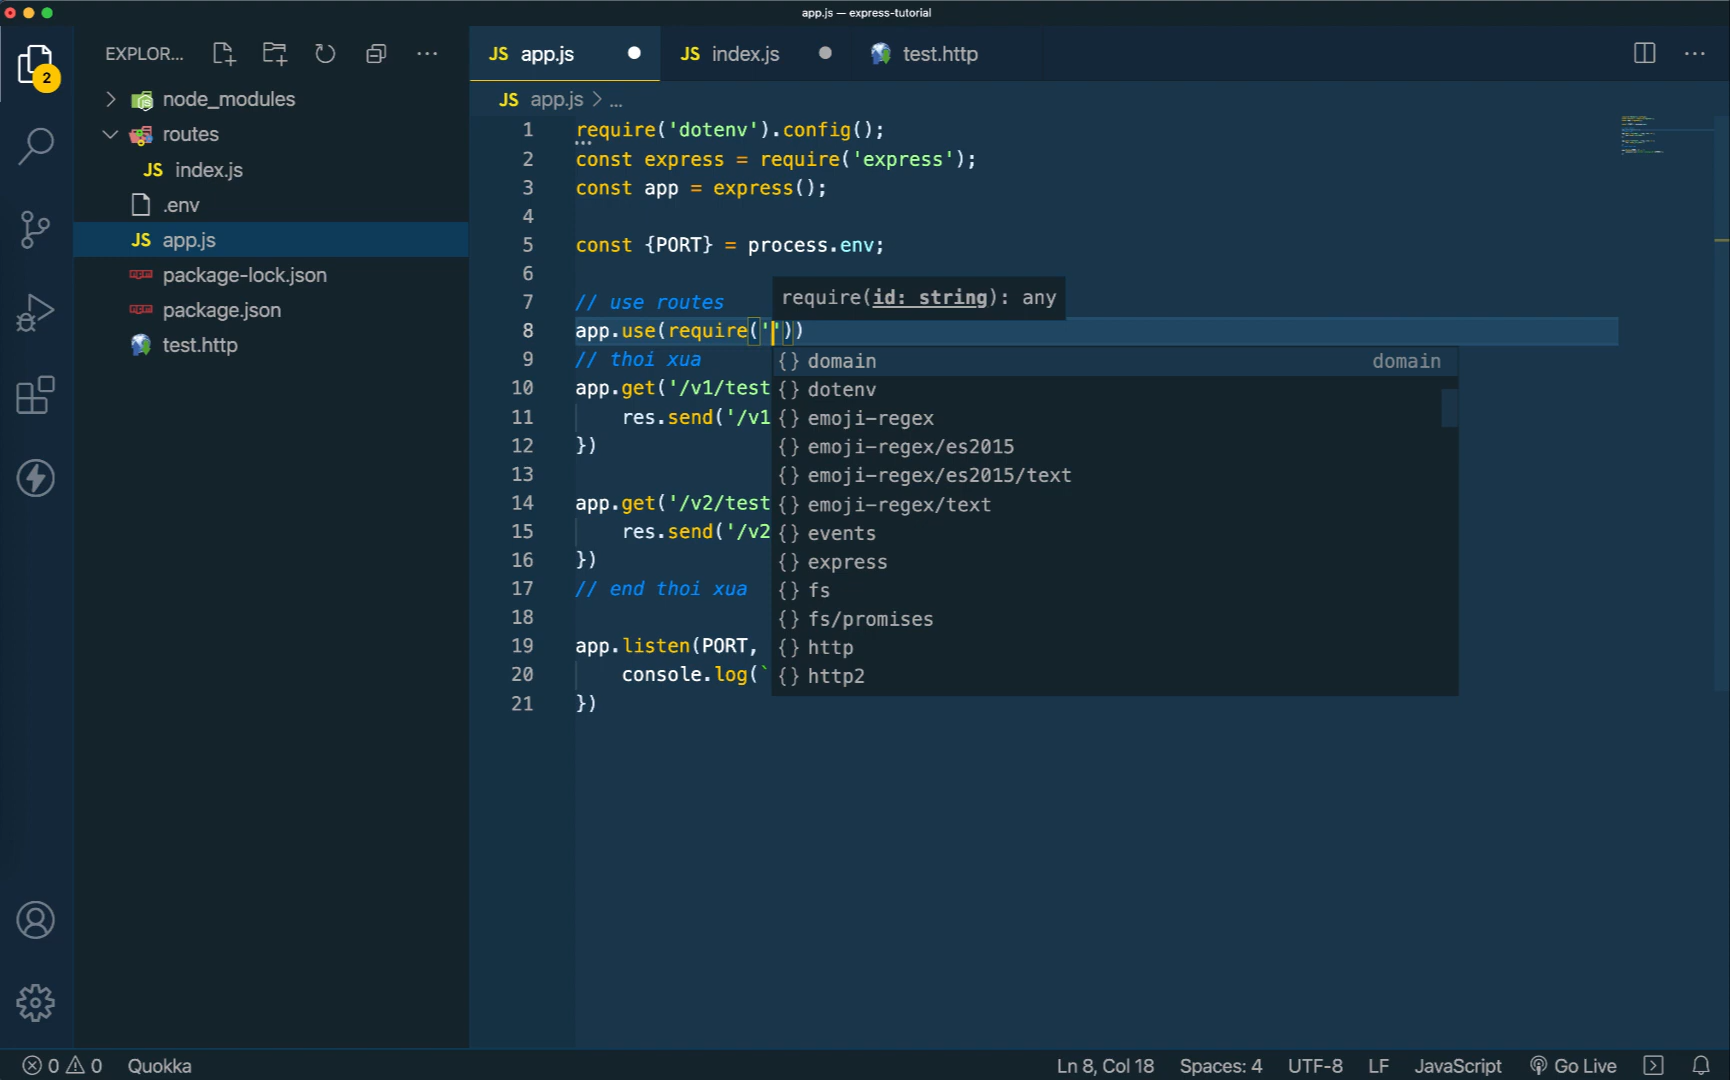 app.js — express-tutorial
2
EXPLOR...
JS app.js
JS index.js
test.http
node_modules
routes
JS index.js
.env
JS app.js
package-lock.json
package.json
test.http
JS app.js > ...
1 require('dotenv').config();
2 const express = require('express');
3 const app = express();
4
5 const {PORT} = process.env;
6
require(id: string): any
7 // use routes
8 app.use(require(''))
9 // thoi xua
10 app.get('/v1/test
11 res.send('/v1
12 })
13
14 app.get('/v2/test
15 res.send('/v2
16 })
17 // end thoi xua
18
19 app.listen(PORT,
20 console.log(`
21 })
{} domain domain
{} dotenv
{} emoji-regex
{} emoji-regex/es2015
{} emoji-regex/es2015/text
{} emoji-regex/text
{} events
{} express
{} fs
{} fs/promises
{} http
{} http2
0 0 Quokka Ln 8, Col 18 Spaces: 4 UTF-8 LF JavaScript Go Live